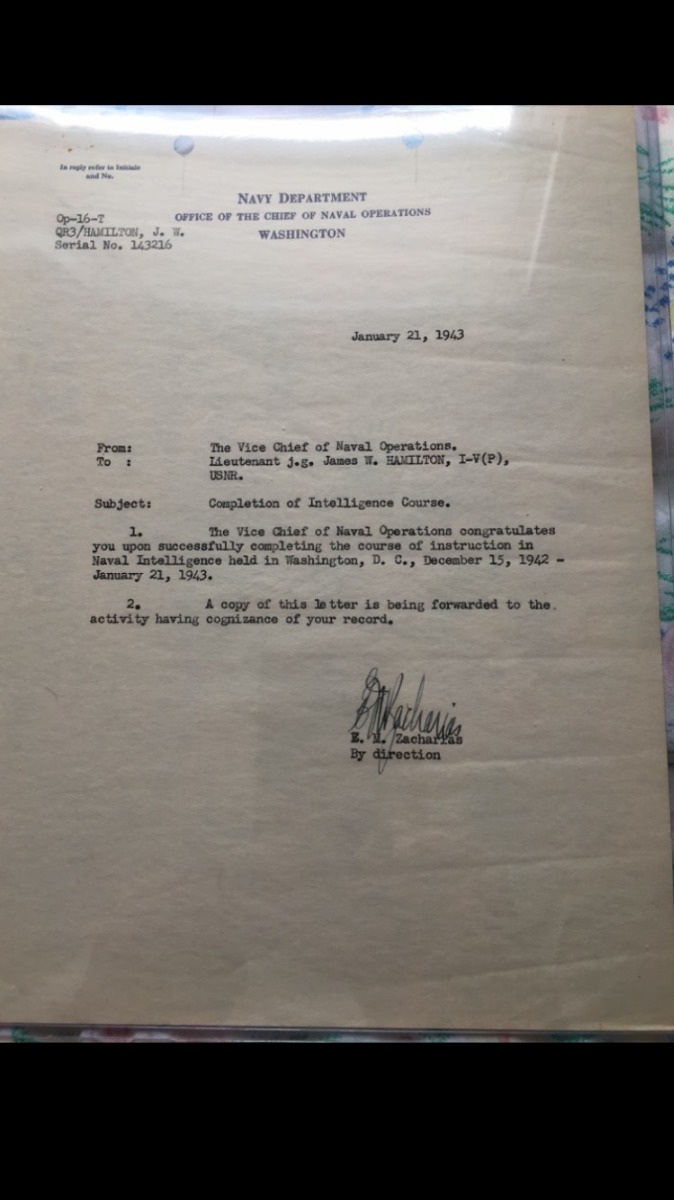 In reply refer to Initials
and No.
NAVY DEPARTMENT
Op-16-T OFFICE OF THE CHIEF OF NAVAL OPERATIONS
QR3/HAMILTON, J. W. WASHINGTON
Serial No. 143216
January 21, 1943
From: The Vice Chief of Naval Operations.
To : Lieutenant j.g. James W. HAMILTON, I-V(P),
USNR.
Subject: Completion of Intelligence Course.
1. The Vice Chief of Naval Operations congratulates
you upon successfully completing the course of instruction in
Naval Intelligence held in Washington, D. C., December 15, 1942 -
January 21, 1943.
2. A copy of this letter is being forwarded to the
activity having cognizance of your record.
E M Zacharias
E. M. Zacharias
By direction